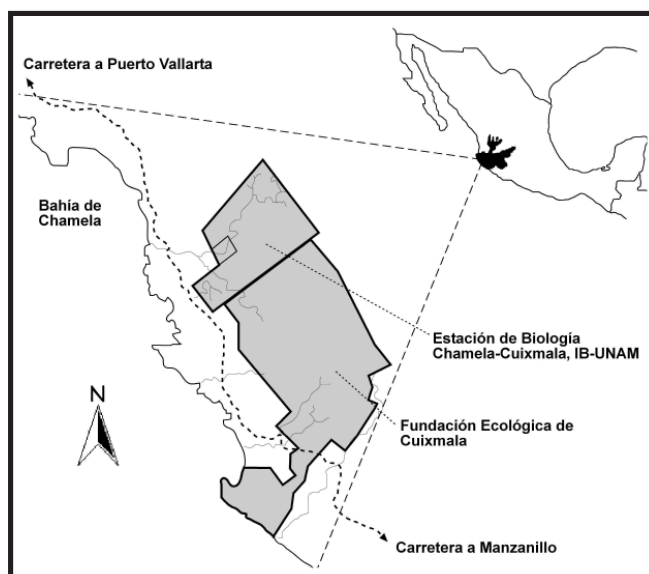 Carretera a Puerto Vallarta
Bahía de
Chamela
Estación de Biología
Chamela-Cuixmala, IB-UNAM
Fundación Ecológica de
Cuixmala
N
Carretera a Manzanillo